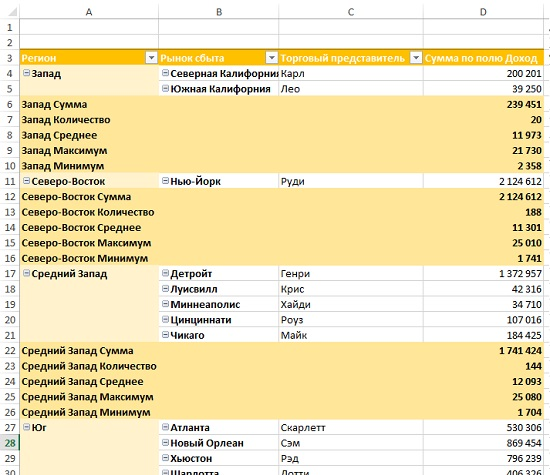 A B C D
1
2
3 Регион Рынок сбыта Торговый представитель Сумма по полю Доход
4 Запад Северная Калифорния Карл 200 201
5 Южная Калифорния Лео 39 250
6 Запад Сумма 239 451
7 Запад Количество 20
8 Запад Среднее 11 973
9 Запад Максимум 21 730
10 Запад Минимум 2 358
11 Северо-Восток Нью-Йорк Руди 2 124 612
12 Северо-Восток Сумма 2 124 612
13 Северо-Восток Количество 188
14 Северо-Восток Среднее 11 301
15 Северо-Восток Максимум 25 010
16 Северо-Восток Минимум 1 741
17 Средний Запад Детройт Генри 1 372 957
18 Луисвилл Крис 42 316
19 Миннеаполис Хайди 34 710
20 Цинциннати Роуз 107 016
21 Чикаго Майк 184 425
22 Средний Запад Сумма 1 741 424
23 Средний Запад Количество 144
24 Средний Запад Среднее 12 093
25 Средний Запад Максимум 25 080
26 Средний Запад Минимум 1 704
27 Юг Атланта Скарлетт 530 306
28 Новый Орлеан Сэм 869 454
29 Хьюстон Рэд 796 239
30 Шарлотта Лотти 406 326